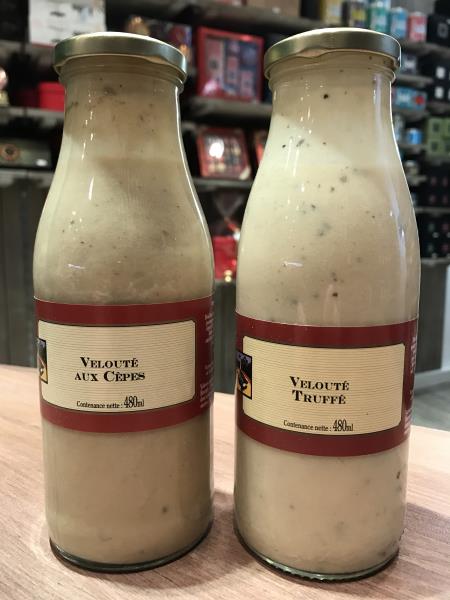 VELOUTÉ
AUX CÈPES
Contenance nette : 480ml
VELOUTÉ
TRUFFÉ
Contenance nette : 480ml